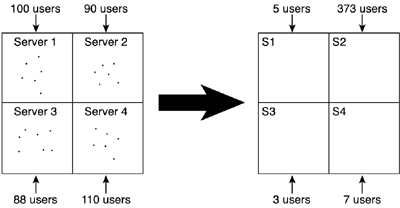 100 users 90 users 5 users 373 users
Server 1 Server 2 S1 S2
Server 3 Server 4 S3 S4
88 users 110 users 3 users 7 users